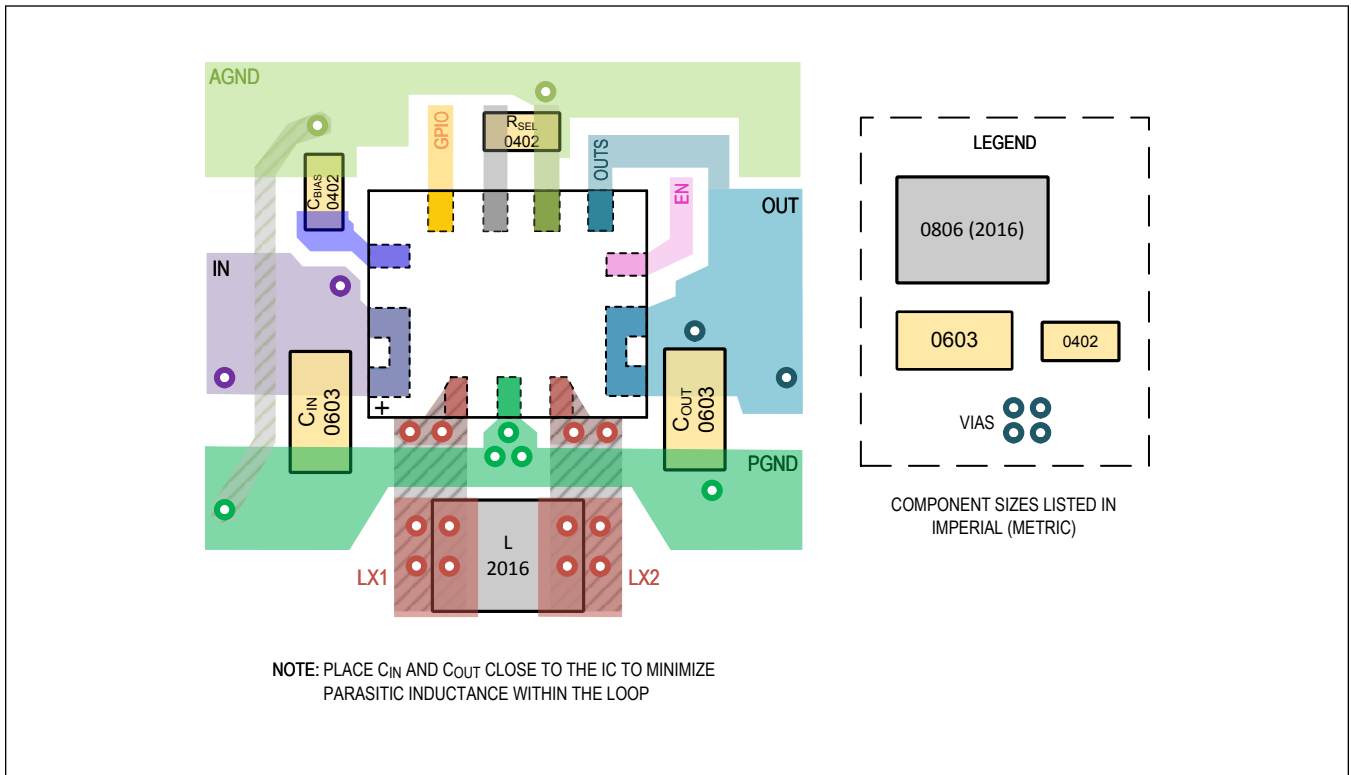 AGND
GPIO
RSEL
0402
OUTS
CBIAS
0402
EN
OUT
IN
CIN
0603
+
COUT
0603
PGND
L
2016
LX1
LX2
NOTE: PLACE CIN AND COUT CLOSE TO THE IC TO MINIMIZE
PARASITIC INDUCTANCE WITHIN THE LOOP
LEGEND
0806 (2016)
0603
0402
VIAS
COMPONENT SIZES LISTED IN
IMPERIAL (METRIC)